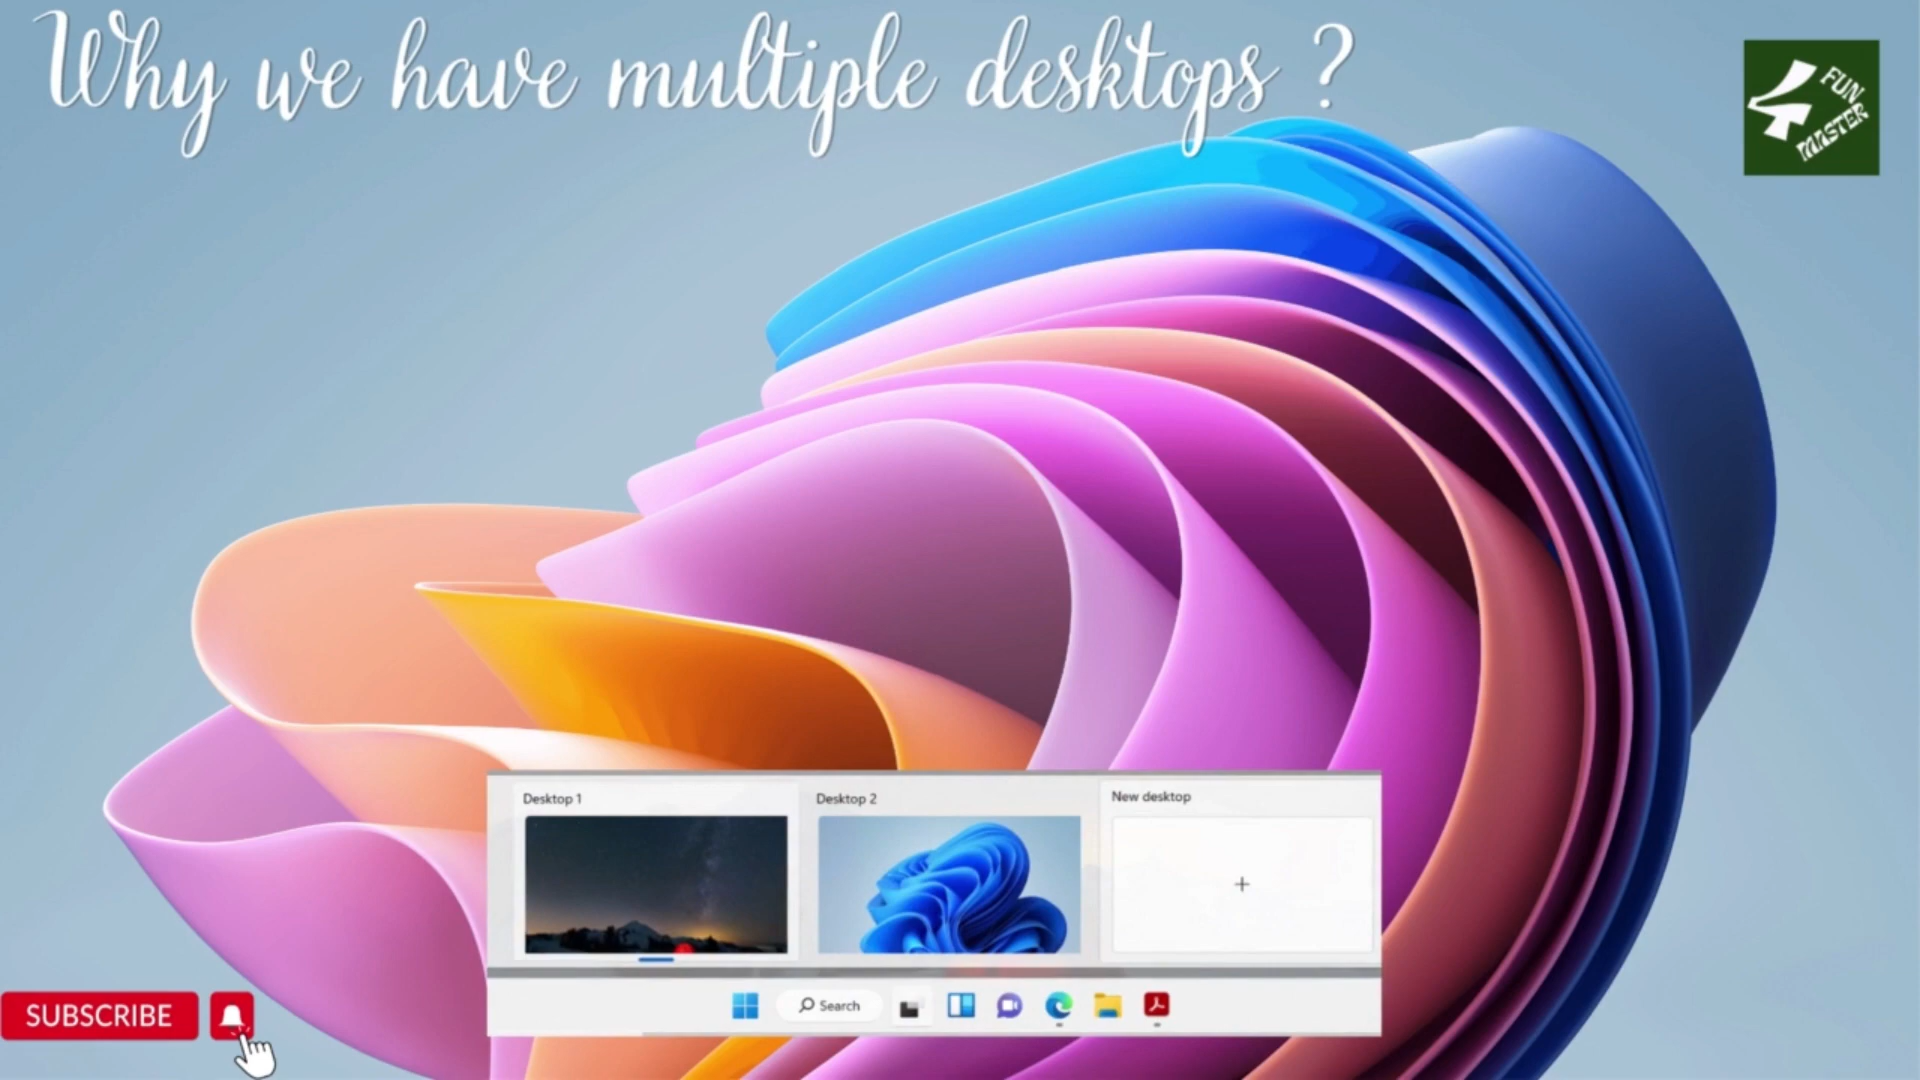 Why we have multiple desktops ?
FUN
MASTER
Desktop 1
Desktop 2
New desktop
Search
SUBSCRIBE